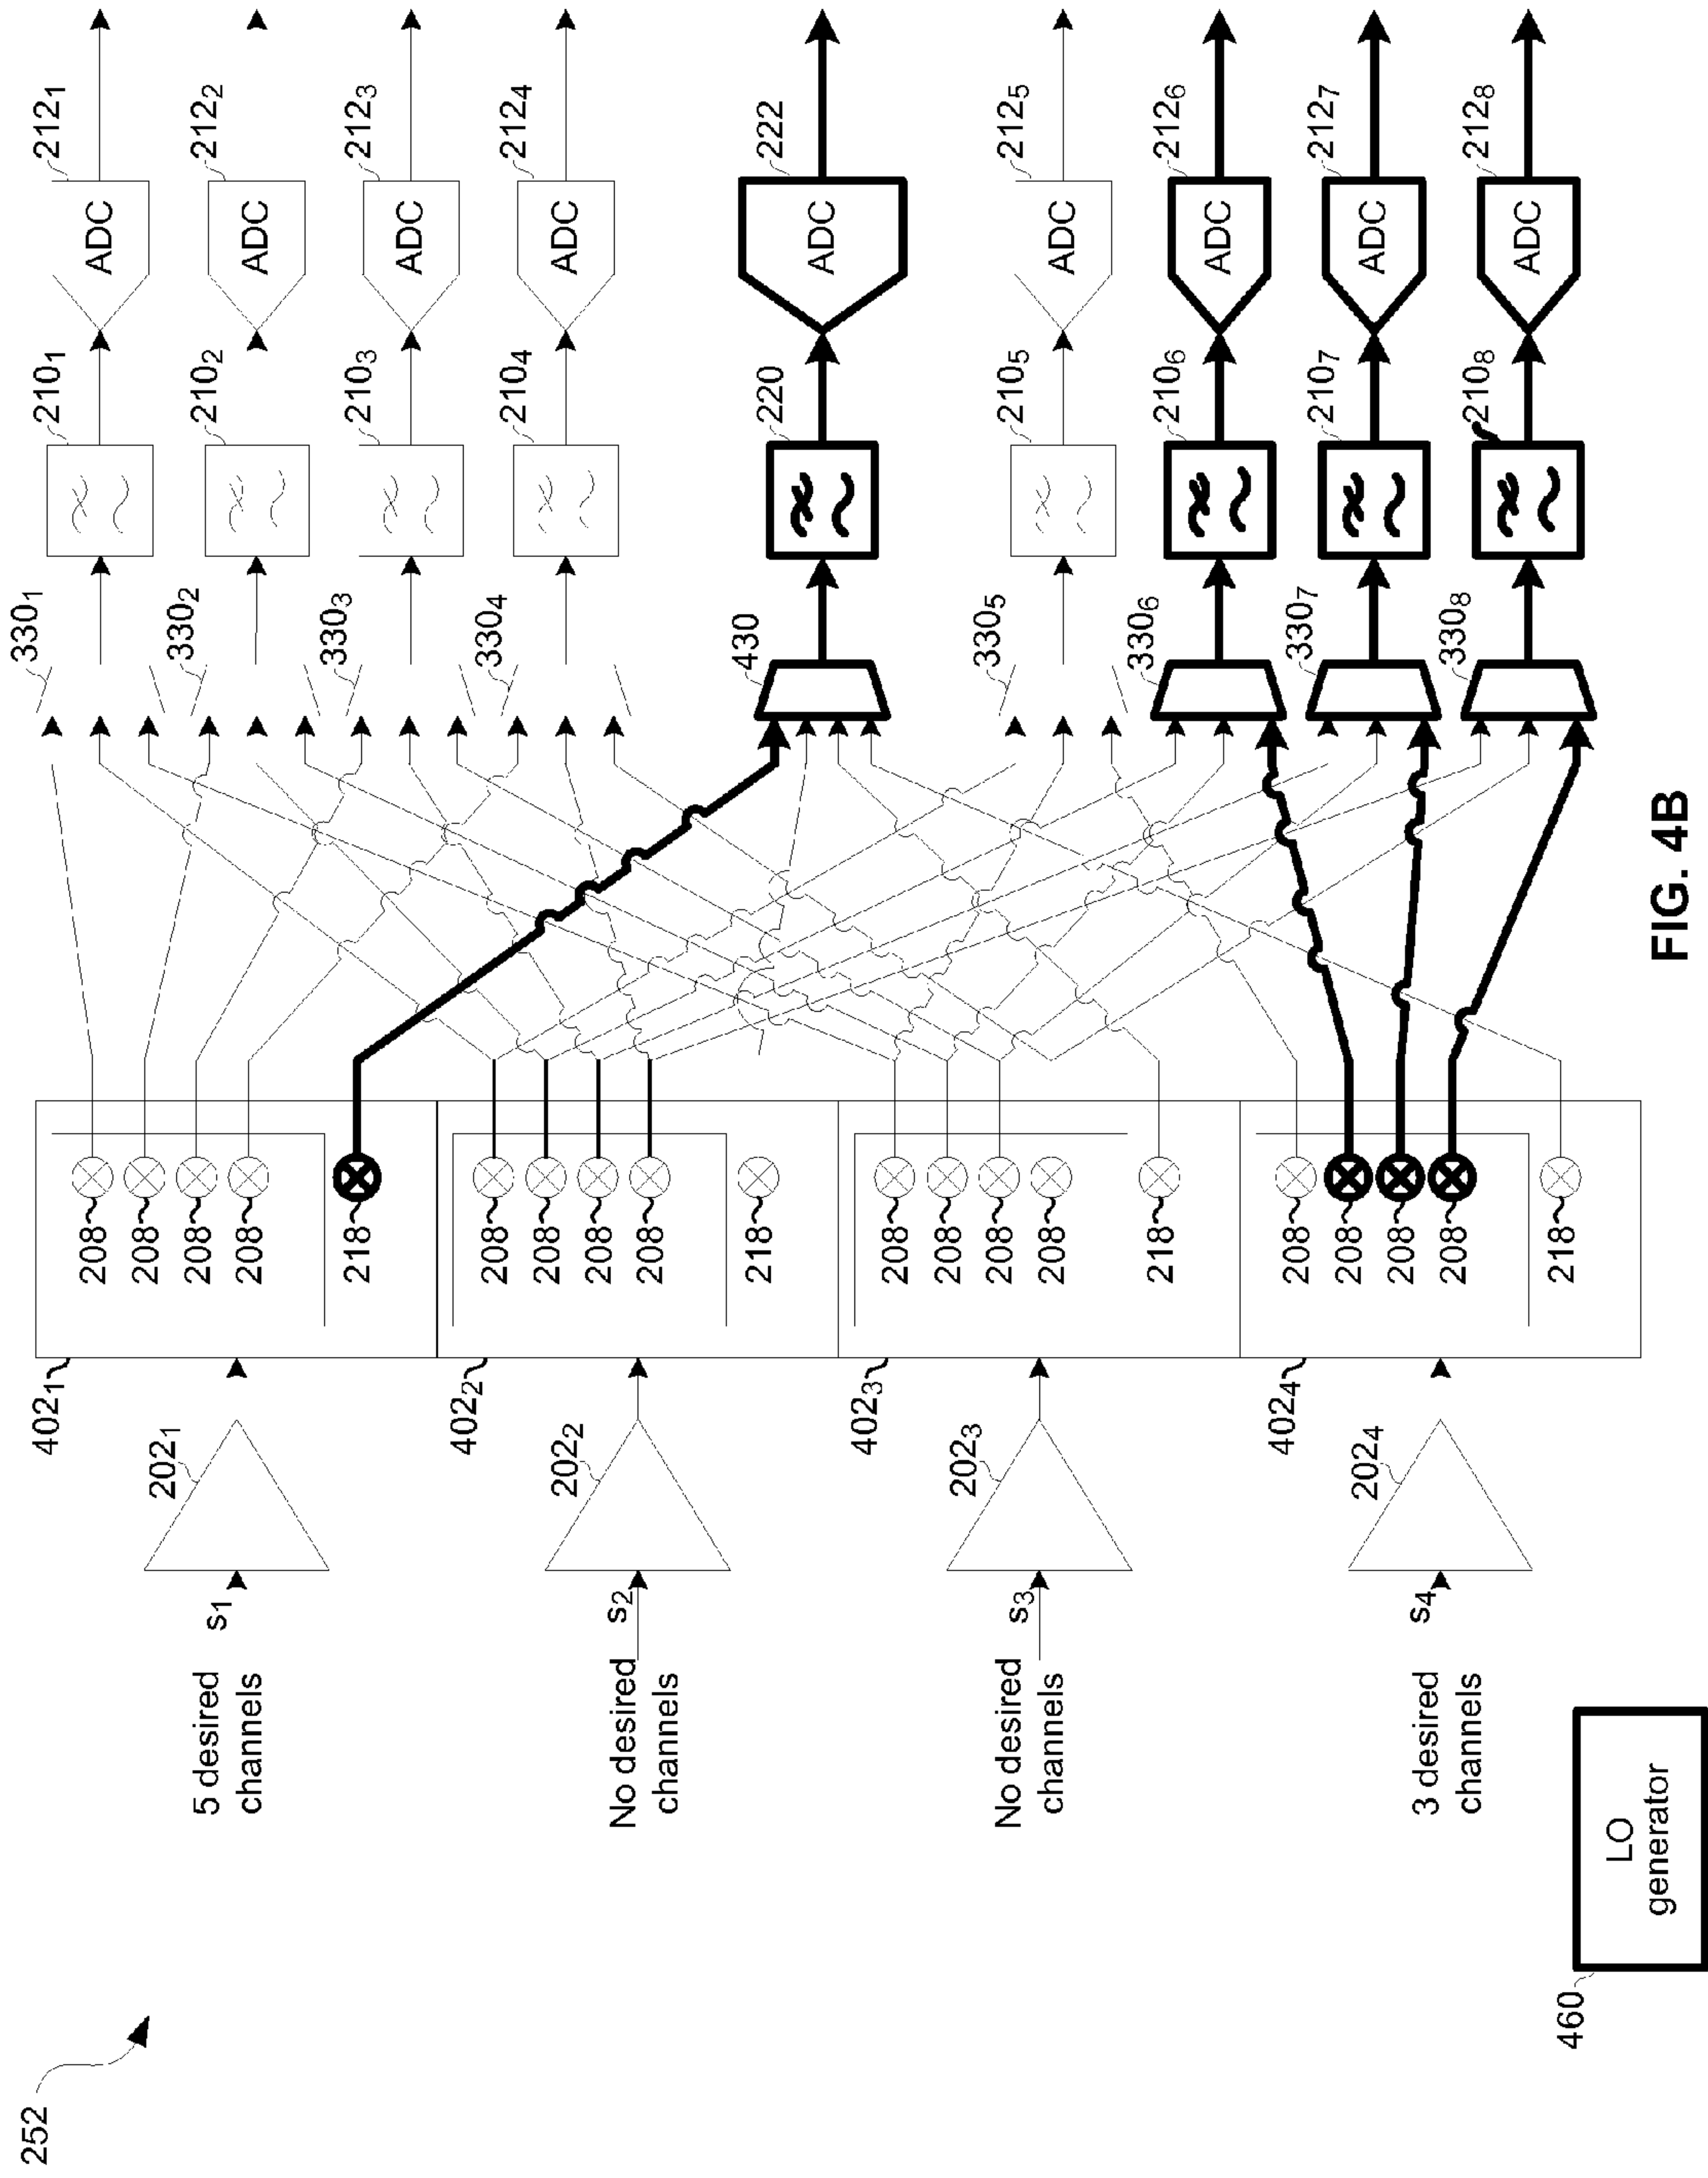 252
5 desired
channels
s1
2021
4021
208
208
208
208
218
3301
3302
3303
3304
2101
2102
2103
2104
ADC
ADC
ADC
ADC
2121
2122
2123
2124
No desired
channels
s2
2022
4022
208
208
208
208
218
430
220
ADC
222
No desired
channels
s3
2023
4023
208
208
208
208
218
3305
2105
ADC
2125
3 desired
channels
s4
2024
4024
208
208
208
208
218
3306
3307
3308
2106
2107
2108
ADC
ADC
ADC
2126
2127
2128
460
LO
generator
FIG. 4B